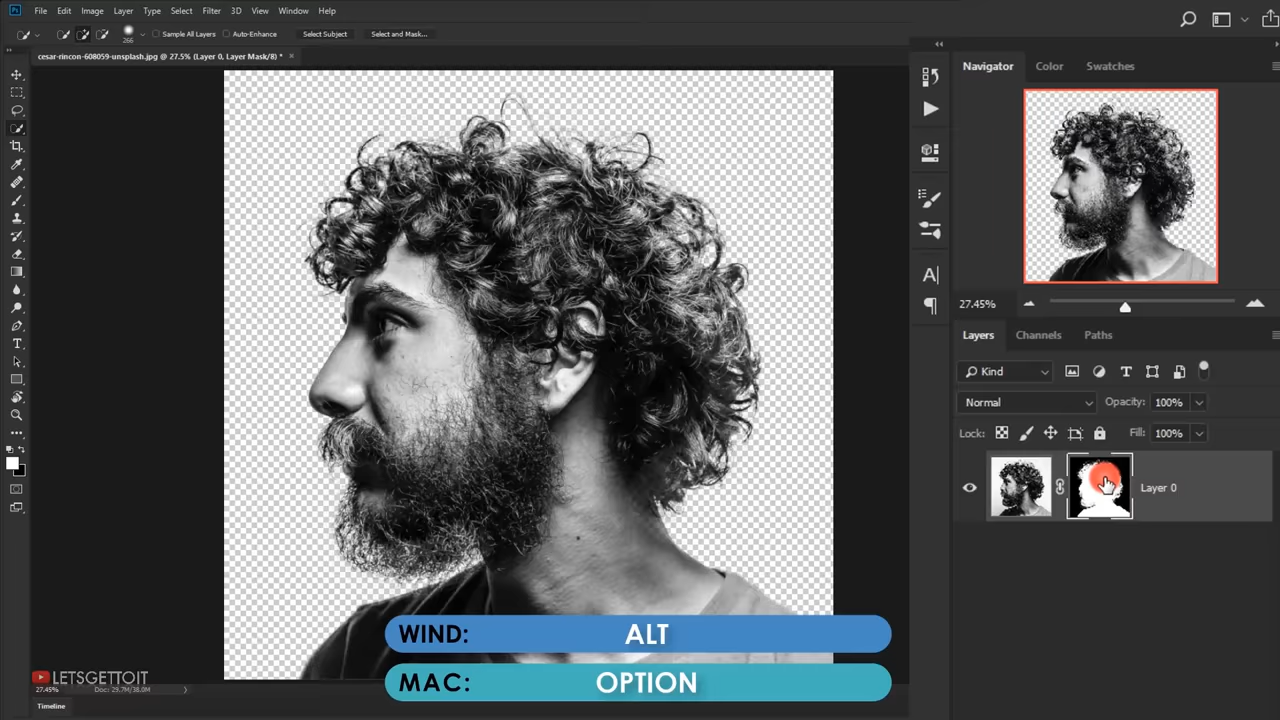 Ps File Edit Image Layer Type Select Filter 3D View Window Help
266 Sample All Layers Auto-Enhance Select Subject Select and Mask...
cesar-rincon-608059-unsplash.jpg @ 27.5% (Layer 0, Layer Mask/8) *
Navigator Color Swatches
27.45%
Layers Channels Paths
Kind
Normal Opacity: 100%
Lock: Fill: 100%
Layer 0
WIND: ALT
MAC: OPTION
LETSGETTOIT
27.45% Doc: 29.7M/38.0M
Timeline